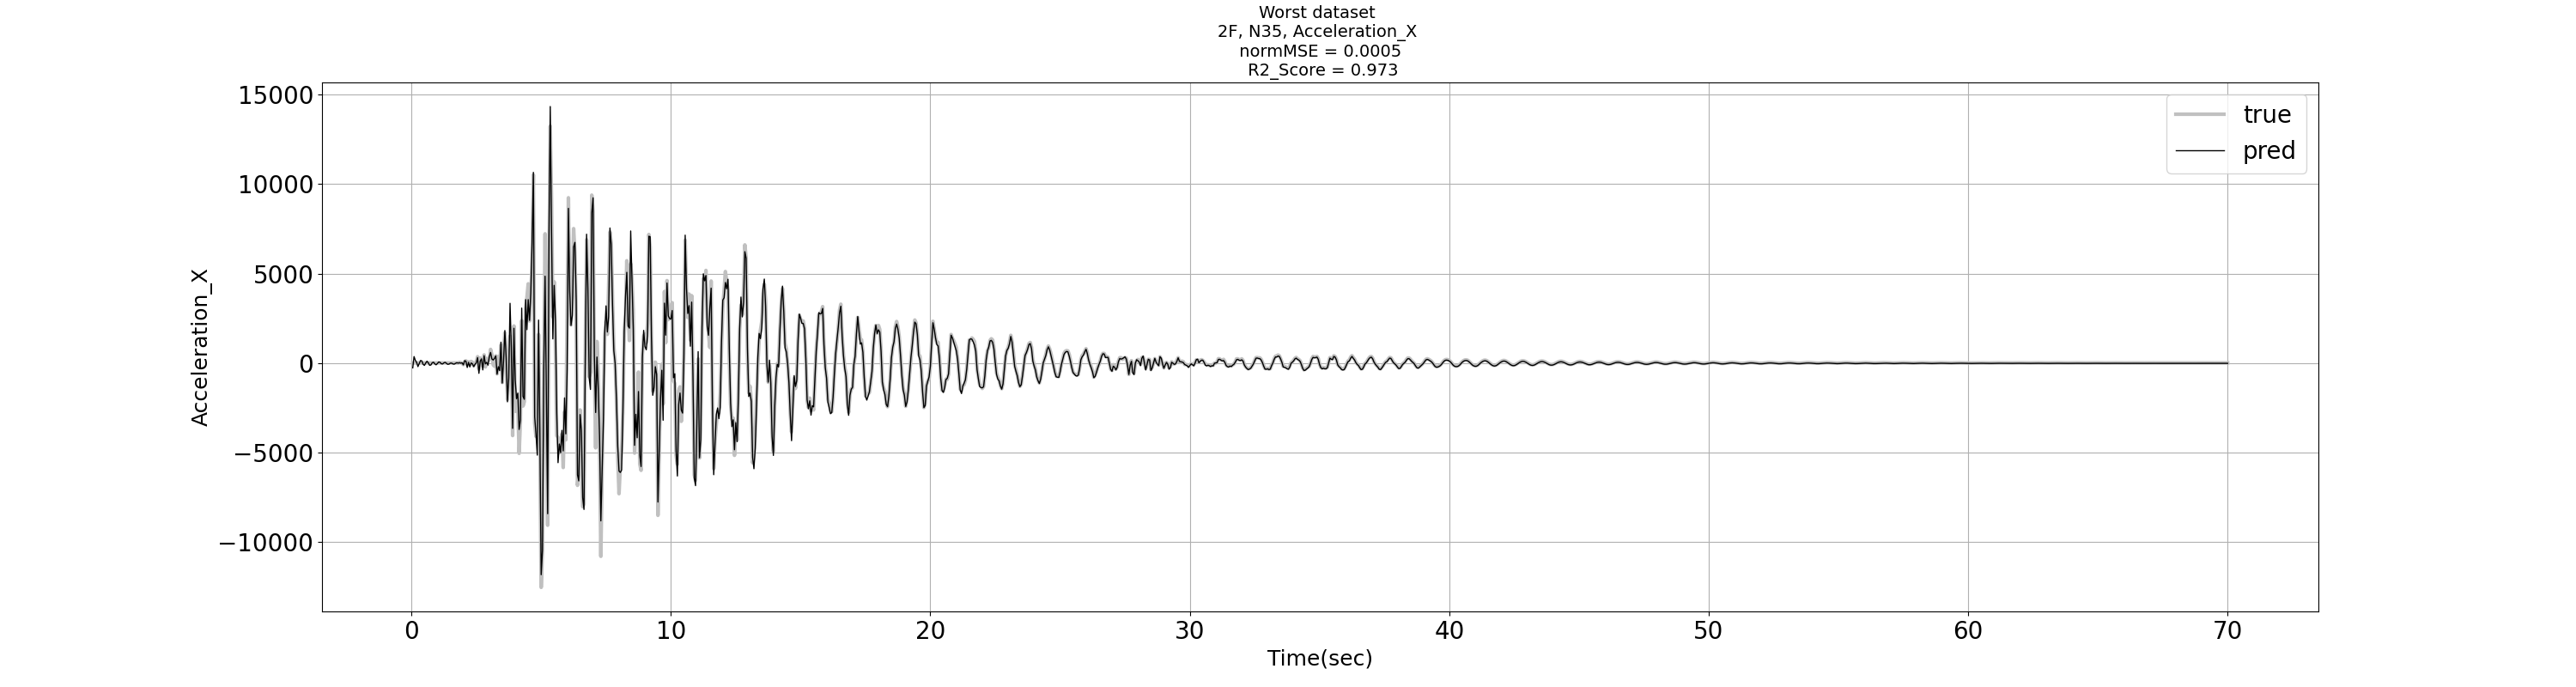 Worst dataset
2F, N35, Acceleration_X
normMSE = 0.0005
R2_Score = 0.973
15000
10000
5000
0
−5000
−10000
Acceleration_X
true
pred
0 10 20 30 40 50 60 70
Time(sec)